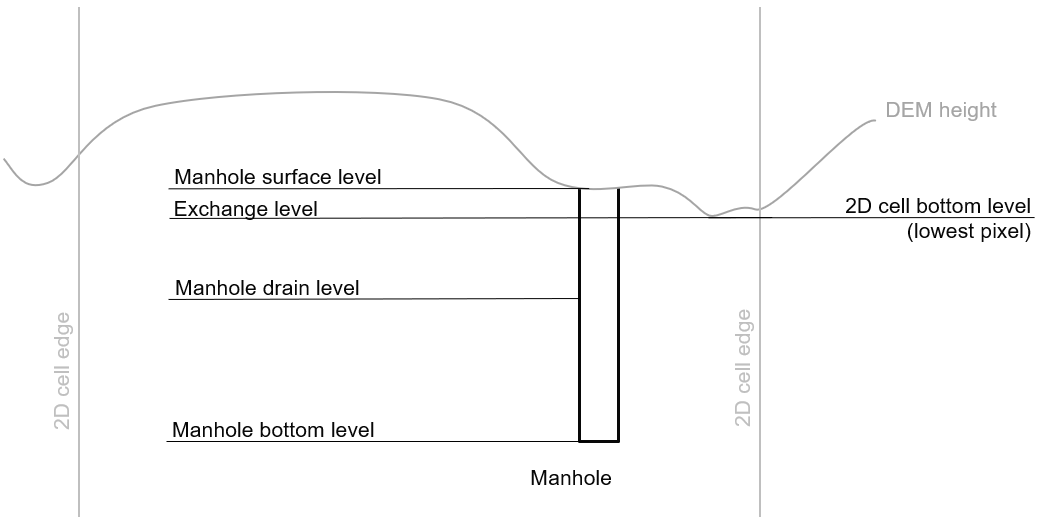 DEM height
Manhole surface level
Exchange level
2D cell bottom level
(lowest pixel)
Manhole drain level
2D cell edge
2D cell edge
Manhole bottom level
Manhole